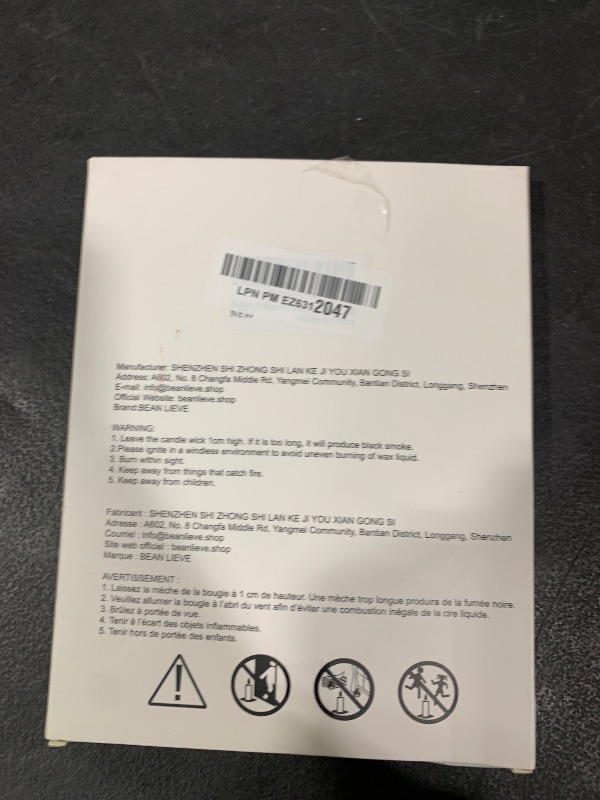 LPN PM EZ6312047
Manufacturer: SHENZHEN SHI ZHONG SHI LAN KE JI YOU XIAN GONG SI
Address: A602, No. 8 Changfa Middle Rd, Yangmei Community, Bantian District, Longgang, Shenzhen
E-mail: info@beanlieve.shop
Official Website: beanlieve.shop
Brand:BEAN LIEVE
WARNING:
1. Leave the candle wick 1cm high. If it is too long, it will produce black smoke.
2.Please ignite in a windless environment to avoid uneven burning of wax liquid.
3. Burn within sight.
4. Keep away from things that catch fire.
5. Keep away from children.
Fabricant : SHENZHEN SHI ZHONG SHI LAN KE JI YOU XIAN GONG SI
Adresse : A602, No. 8 Changfa Middle Rd, Yangmei Community, Bantian District, Longgang, Shenzhen
Courriel : info@beanlieve.shop
Site web officiel : beanlieve.shop
Marque : BEAN LIEVE
AVERTISSEMENT :
1. Laissez la mèche de la bougie à 1 cm de hauteur. Une mèche trop longue produira de la fumée noire.
2. Veuillez allumer la bougie à l'abri du vent afin d'éviter une combustion inégale de la cire liquide.
3. Brûlez à portée de vue.
4. Tenir à l'écart des objets inflammables.
5. Tenir hors de portée des enfants.